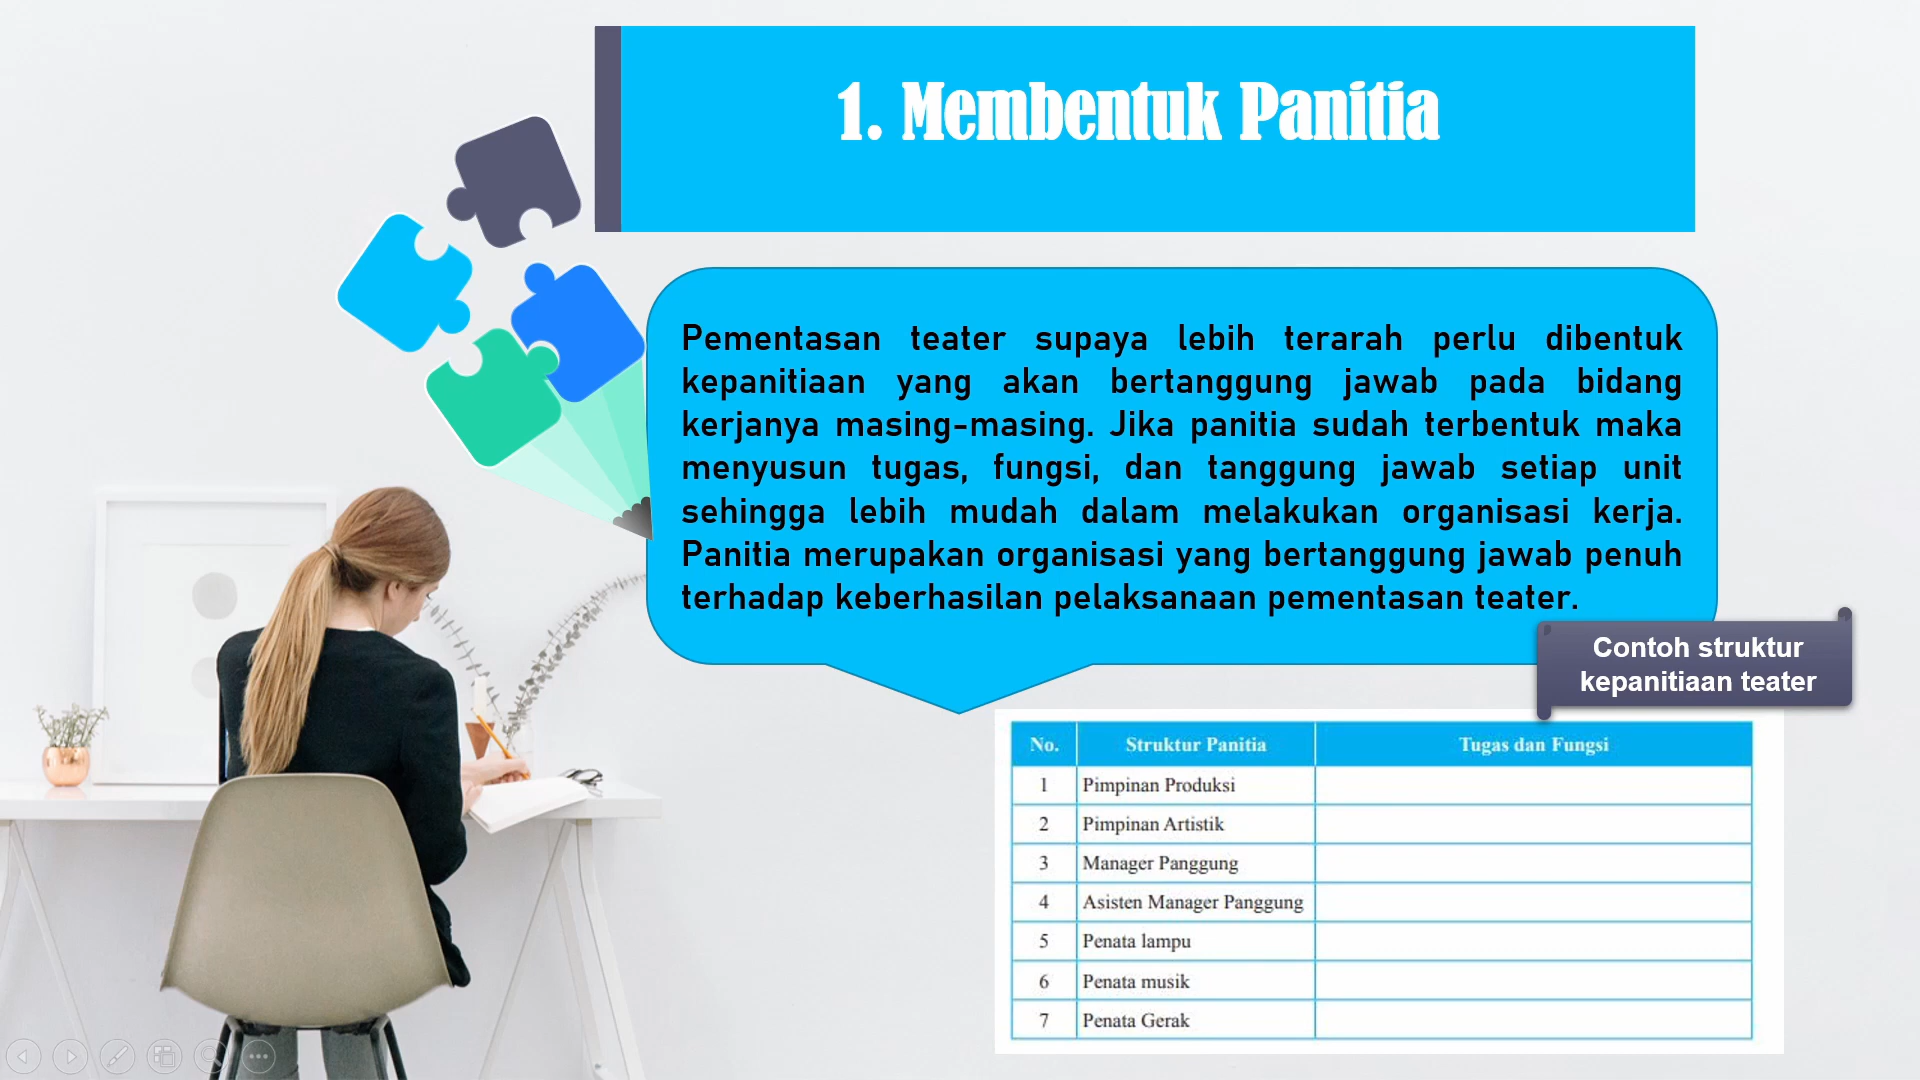 1. Membentuk Panitia
Pementasan teater supaya lebih terarah perlu dibentuk
kepanitiaan yang akan bertanggung jawab pada bidang
kerjanya masing-masing. Jika panitia sudah terbentuk maka
menyusun tugas, fungsi, dan tanggung jawab setiap unit
sehingga lebih mudah dalam melakukan organisasi kerja.
Panitia merupakan organisasi yang bertanggung jawab penuh
terhadap keberhasilan pelaksanaan pementasan teater.
Contoh struktur
kepanitiaan teater
No. Struktur Panitia Tugas dan Fungsi
1 Pimpinan Produksi
2 Pimpinan Artistik
3 Manager Panggung
4 Asisten Manager Panggung
5 Penata lampu
6 Penata musik
7 Penata Gerak